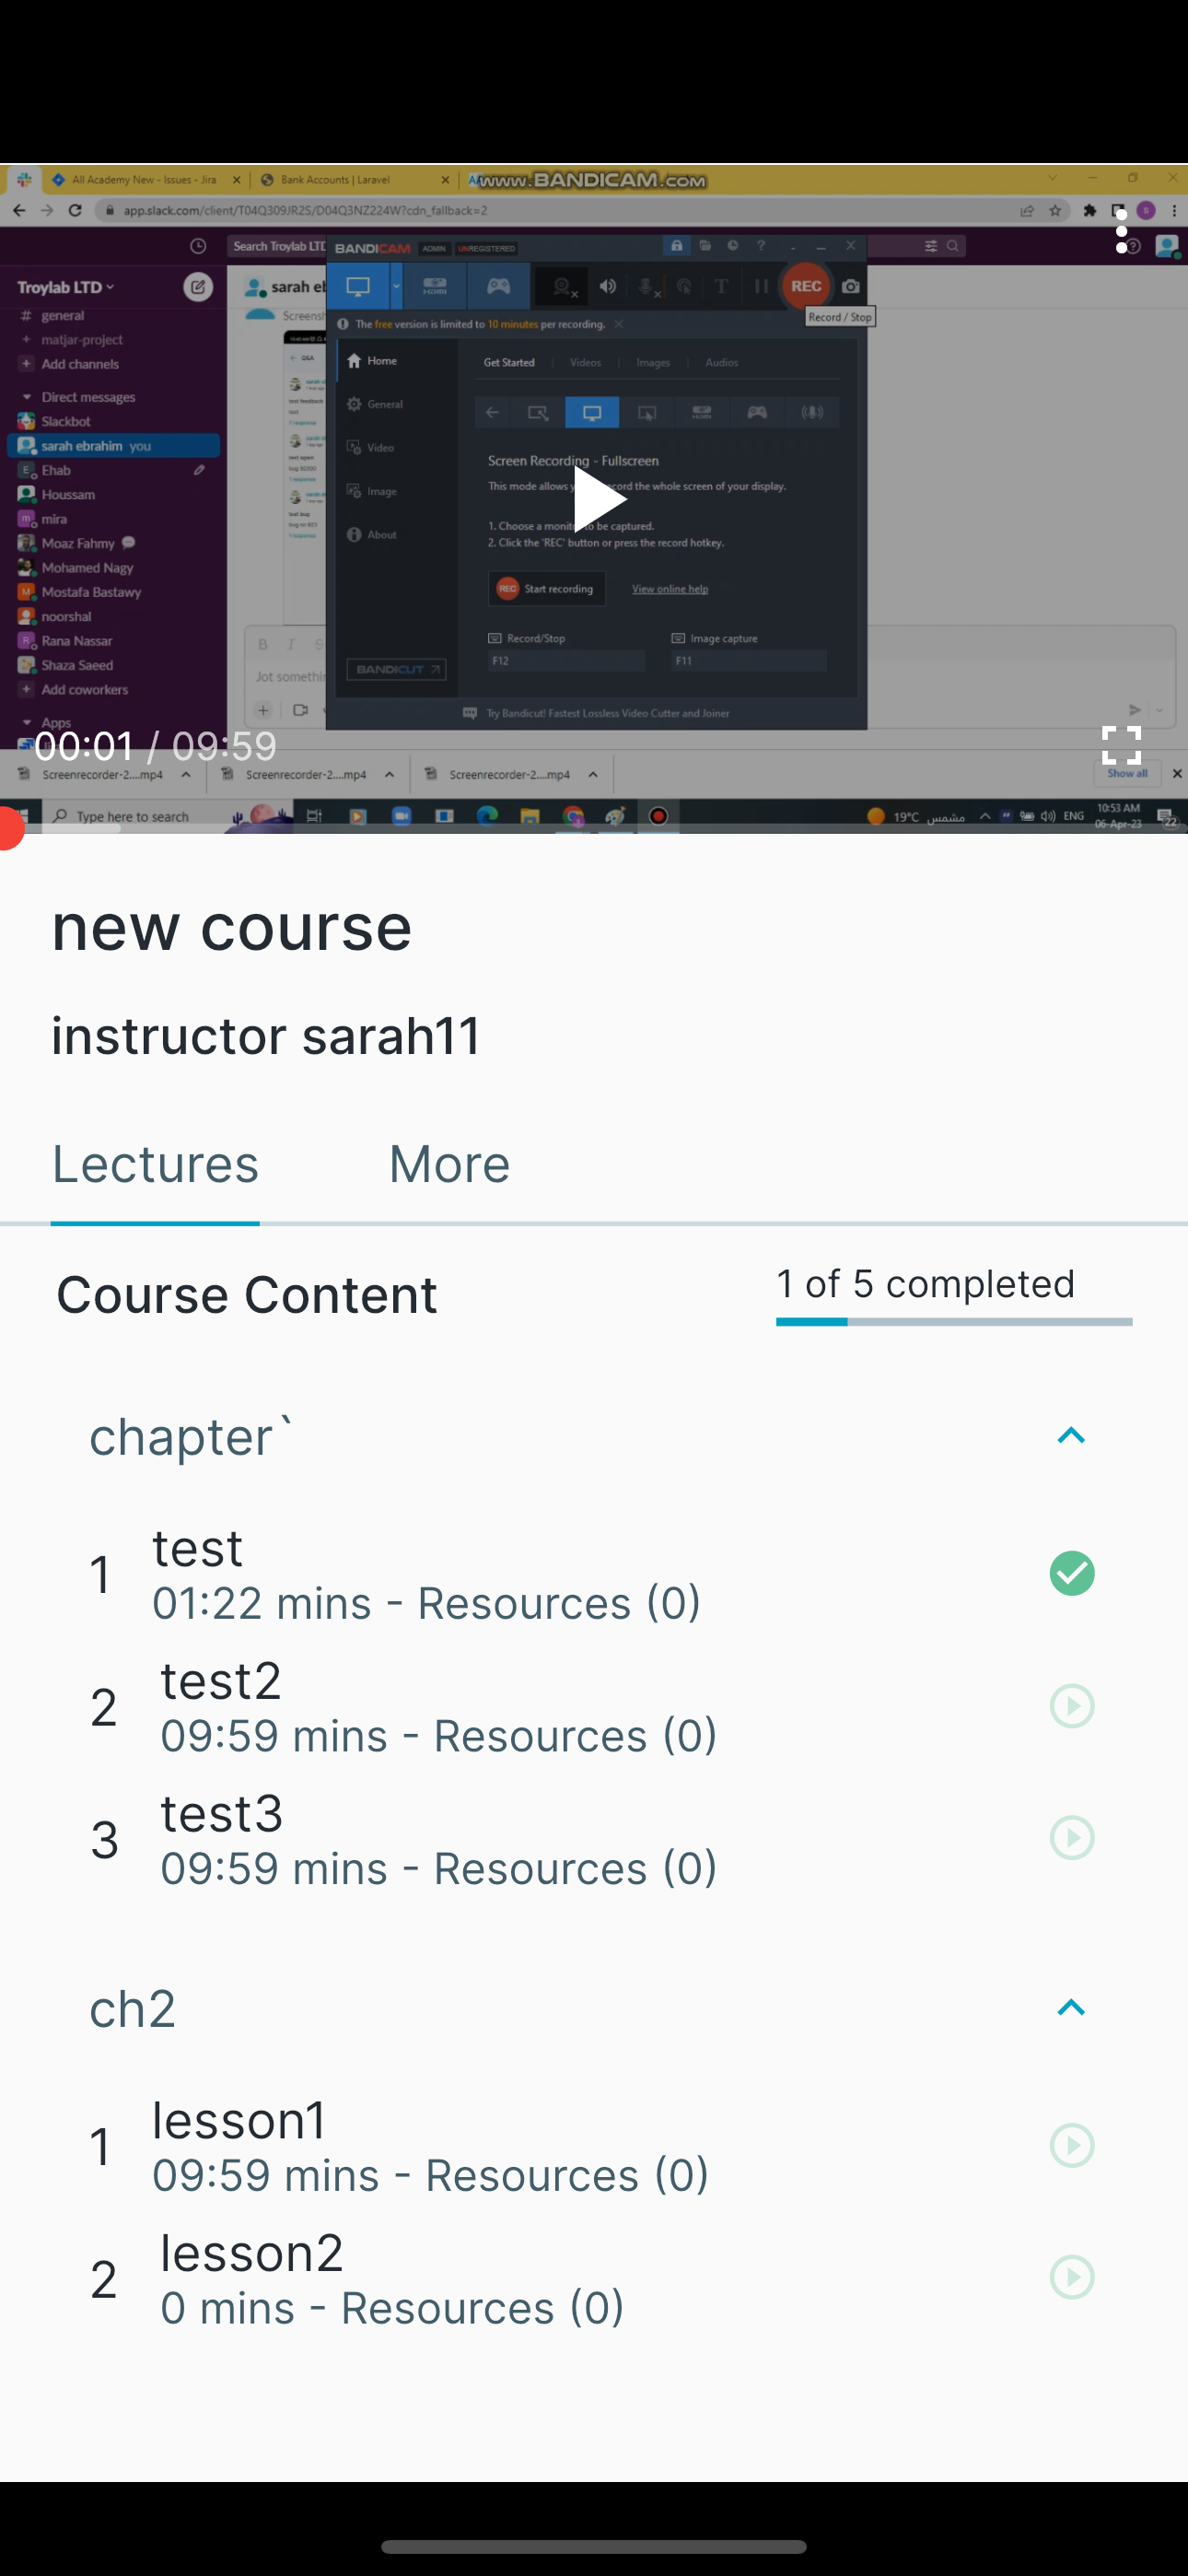 All Academy New - Issues - Jira
Bank Accounts | Laravel
WWW.BANDICAM.COM
app.slack.com/client/T04Q309JR2S/D04Q3NZ224W?cdn_fallback=2
Search Troylab LTD
BANDICAM ADMIN UNREGISTERED
Troylab LTD
sarah eb
HDMI
T
REC
Record / Stop
# general
Screensh
The free version is limited to 10 minutes per recording.
matjar-project
Q&A
Home
Get Started
Videos
Images
Audios
Add channels
Direct messages
General
Slackbot
sarah ebrahim you
Video
E Ehab
Screen Recording - Fullscreen
Houssam
This mode allows you to record the whole screen of your display.
Image
m mira
1. Choose a monitor to be captured.
Moaz Fahmy
About
2. Click the 'REC' button or press the record hotkey.
Mohamed Nagy
M Mostafa Bastawy
REC Start recording
View online help
noorshal
B I S
R Rana Nassar
Record/Stop
Image capture
Shaza Saeed
Jot somethin
BANDICUT
F12
F11
Add coworkers
Try Bandicut! Fastest Lossless Video Cutter and Joiner
Apps
00:01 / 09:59
Screenrecorder-2....mp4
Screenrecorder-2....mp4
Screenrecorder-2....mp4
Show all
Type here to search
19°C مشمس
ENG
10:53 AM
06-Apr-23
22
new course
instructor sarah11
Lectures
More
Course Content
1 of 5 completed
chapter`
1
test
01:22 mins - Resources (0)
2
test2
09:59 mins - Resources (0)
3
test3
09:59 mins - Resources (0)
ch2
1
lesson1
09:59 mins - Resources (0)
2
lesson2
0 mins - Resources (0)